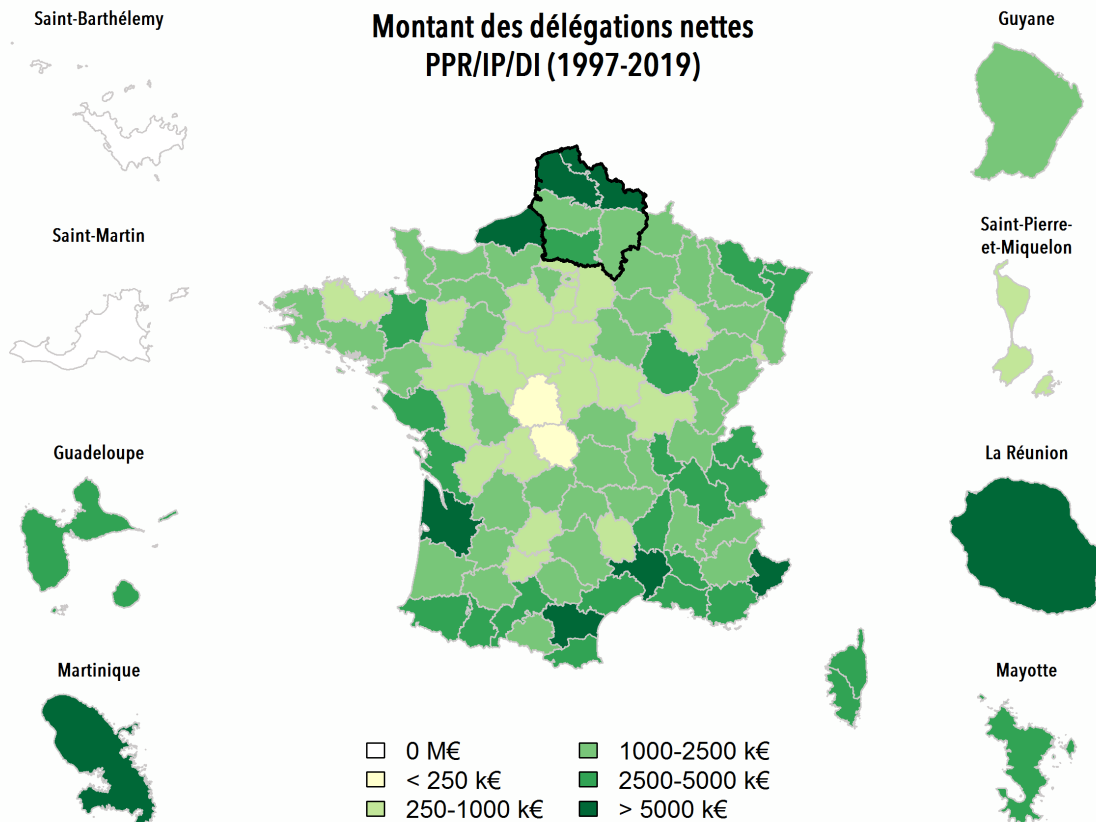 Saint-Barthélemy
Montant des délégations nettes
PPR/IP/DI (1997-2019)
Guyane
Saint-Martin
Saint-Pierre-
et-Miquelon
Guadeloupe
La Réunion
Martinique
Mayotte
0 M€
< 250 k€
250-1000 k€
1000-2500 k€
2500-5000 k€
> 5000 k€